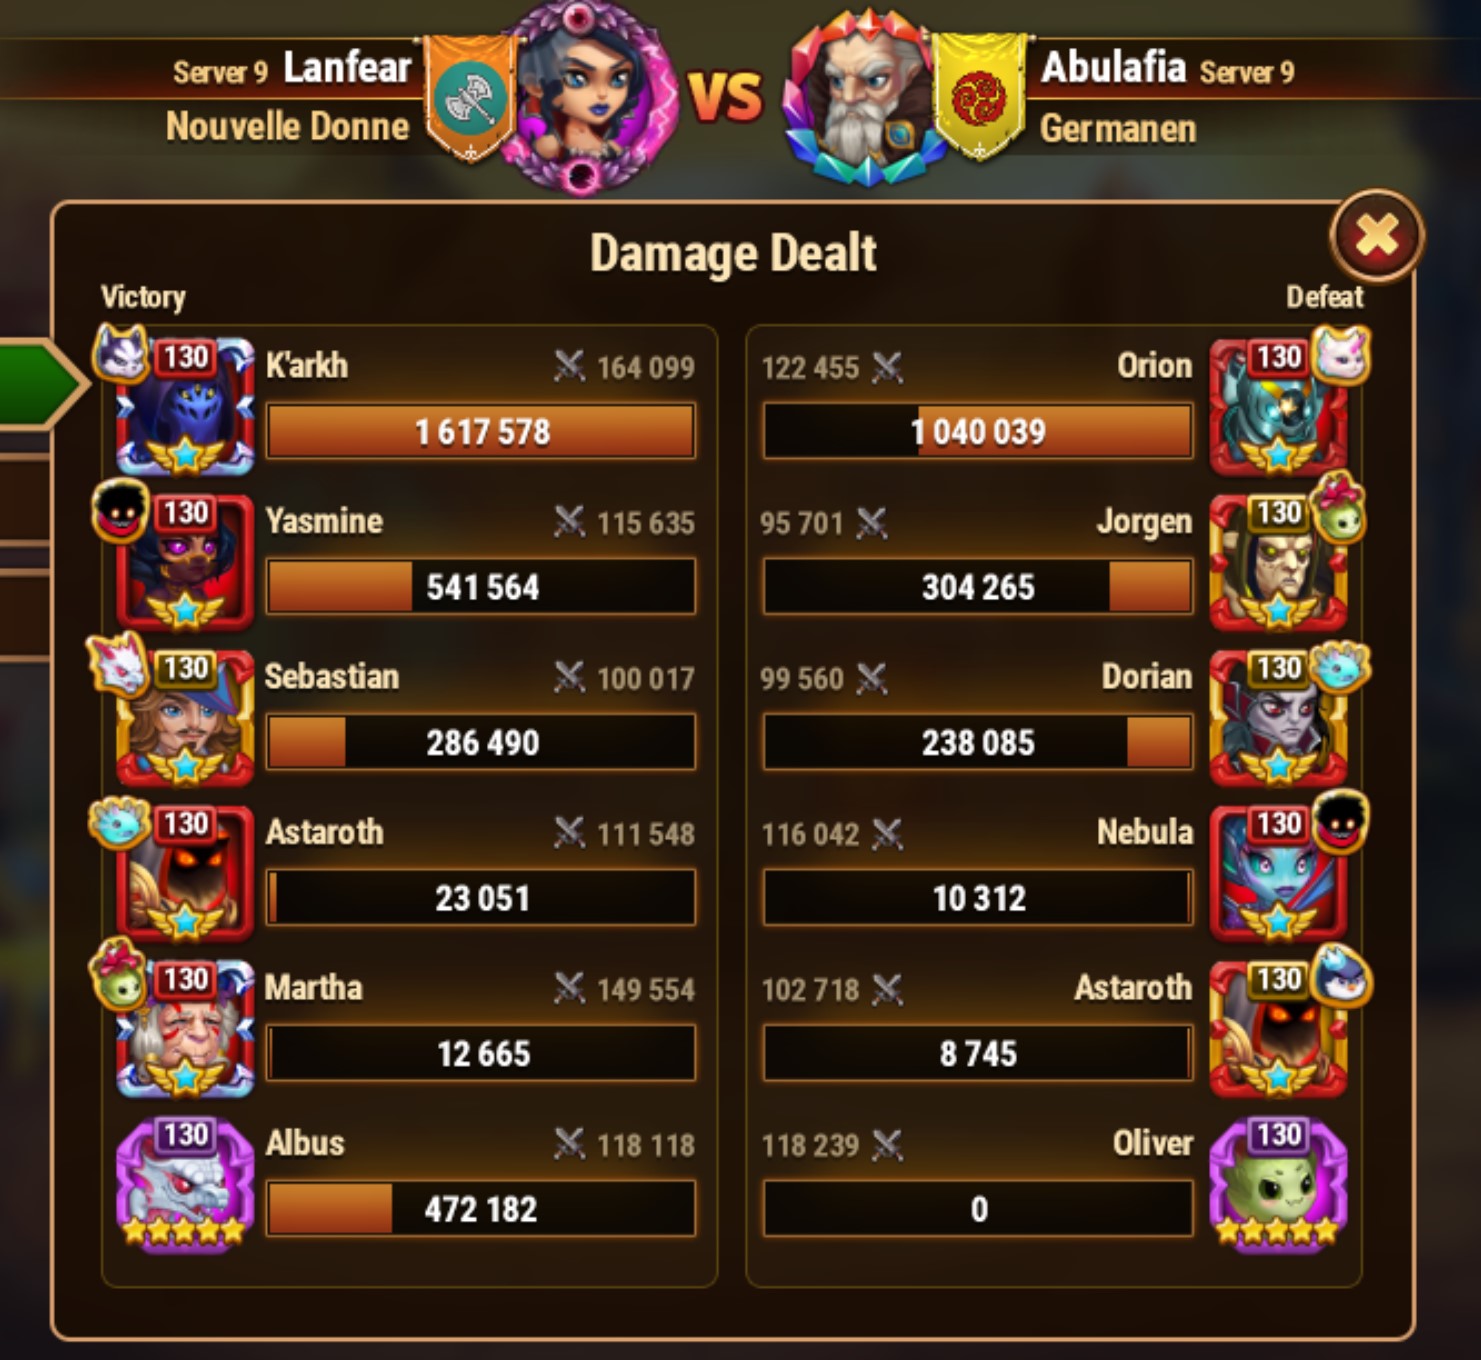 Server 9 Lanfear
Nouvelle Donne
VS
Abulafia Server 9
Germanen
Damage Dealt
Victory
Defeat
130 K'arkh 164 099
1 617 578
130 Yasmine 115 635
541 564
130 Sebastian 100 017
286 490
130 Astaroth 111 548
23 051
130 Martha 149 554
12 665
130 Albus 118 118
472 182
122 455 Orion 130
1 040 039
95 701 Jorgen 130
304 265
99 560 Dorian 130
238 085
116 042 Nebula 130
10 312
102 718 Astaroth 130
8 745
118 239 Oliver 130
0